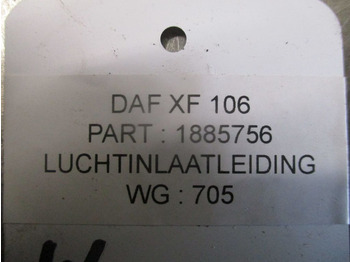 DAF XF 106
PART : 1885756
LUCHTINLAATLEIDING
WG : 705